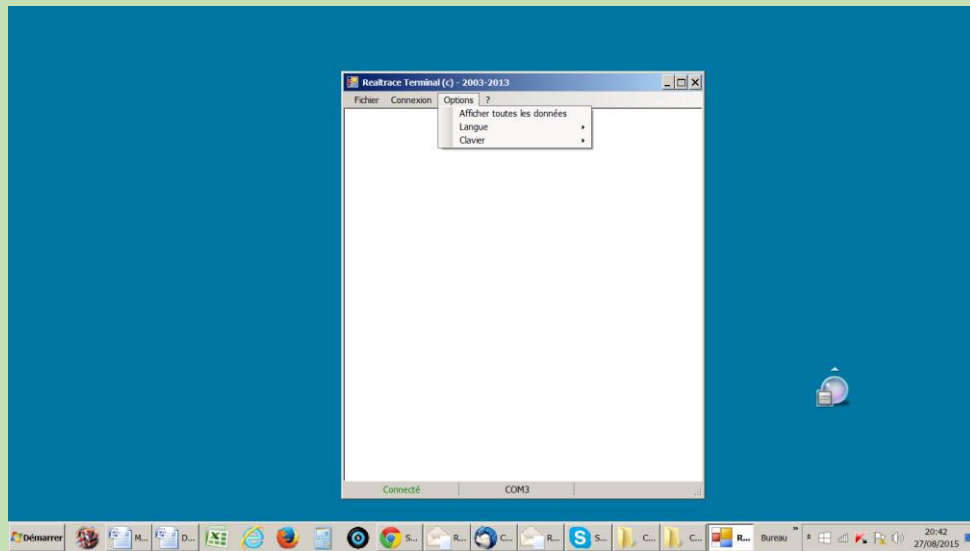 Realtrace Terminal (c) - 2003-2013
Fichier Connexion Options ?
Afficher toutes les données
Langue
Clavier
Connecté COM3
Démarrer M... D... S... R... C... R... S... C... C... R... Bureau » 20:42
27/08/2015